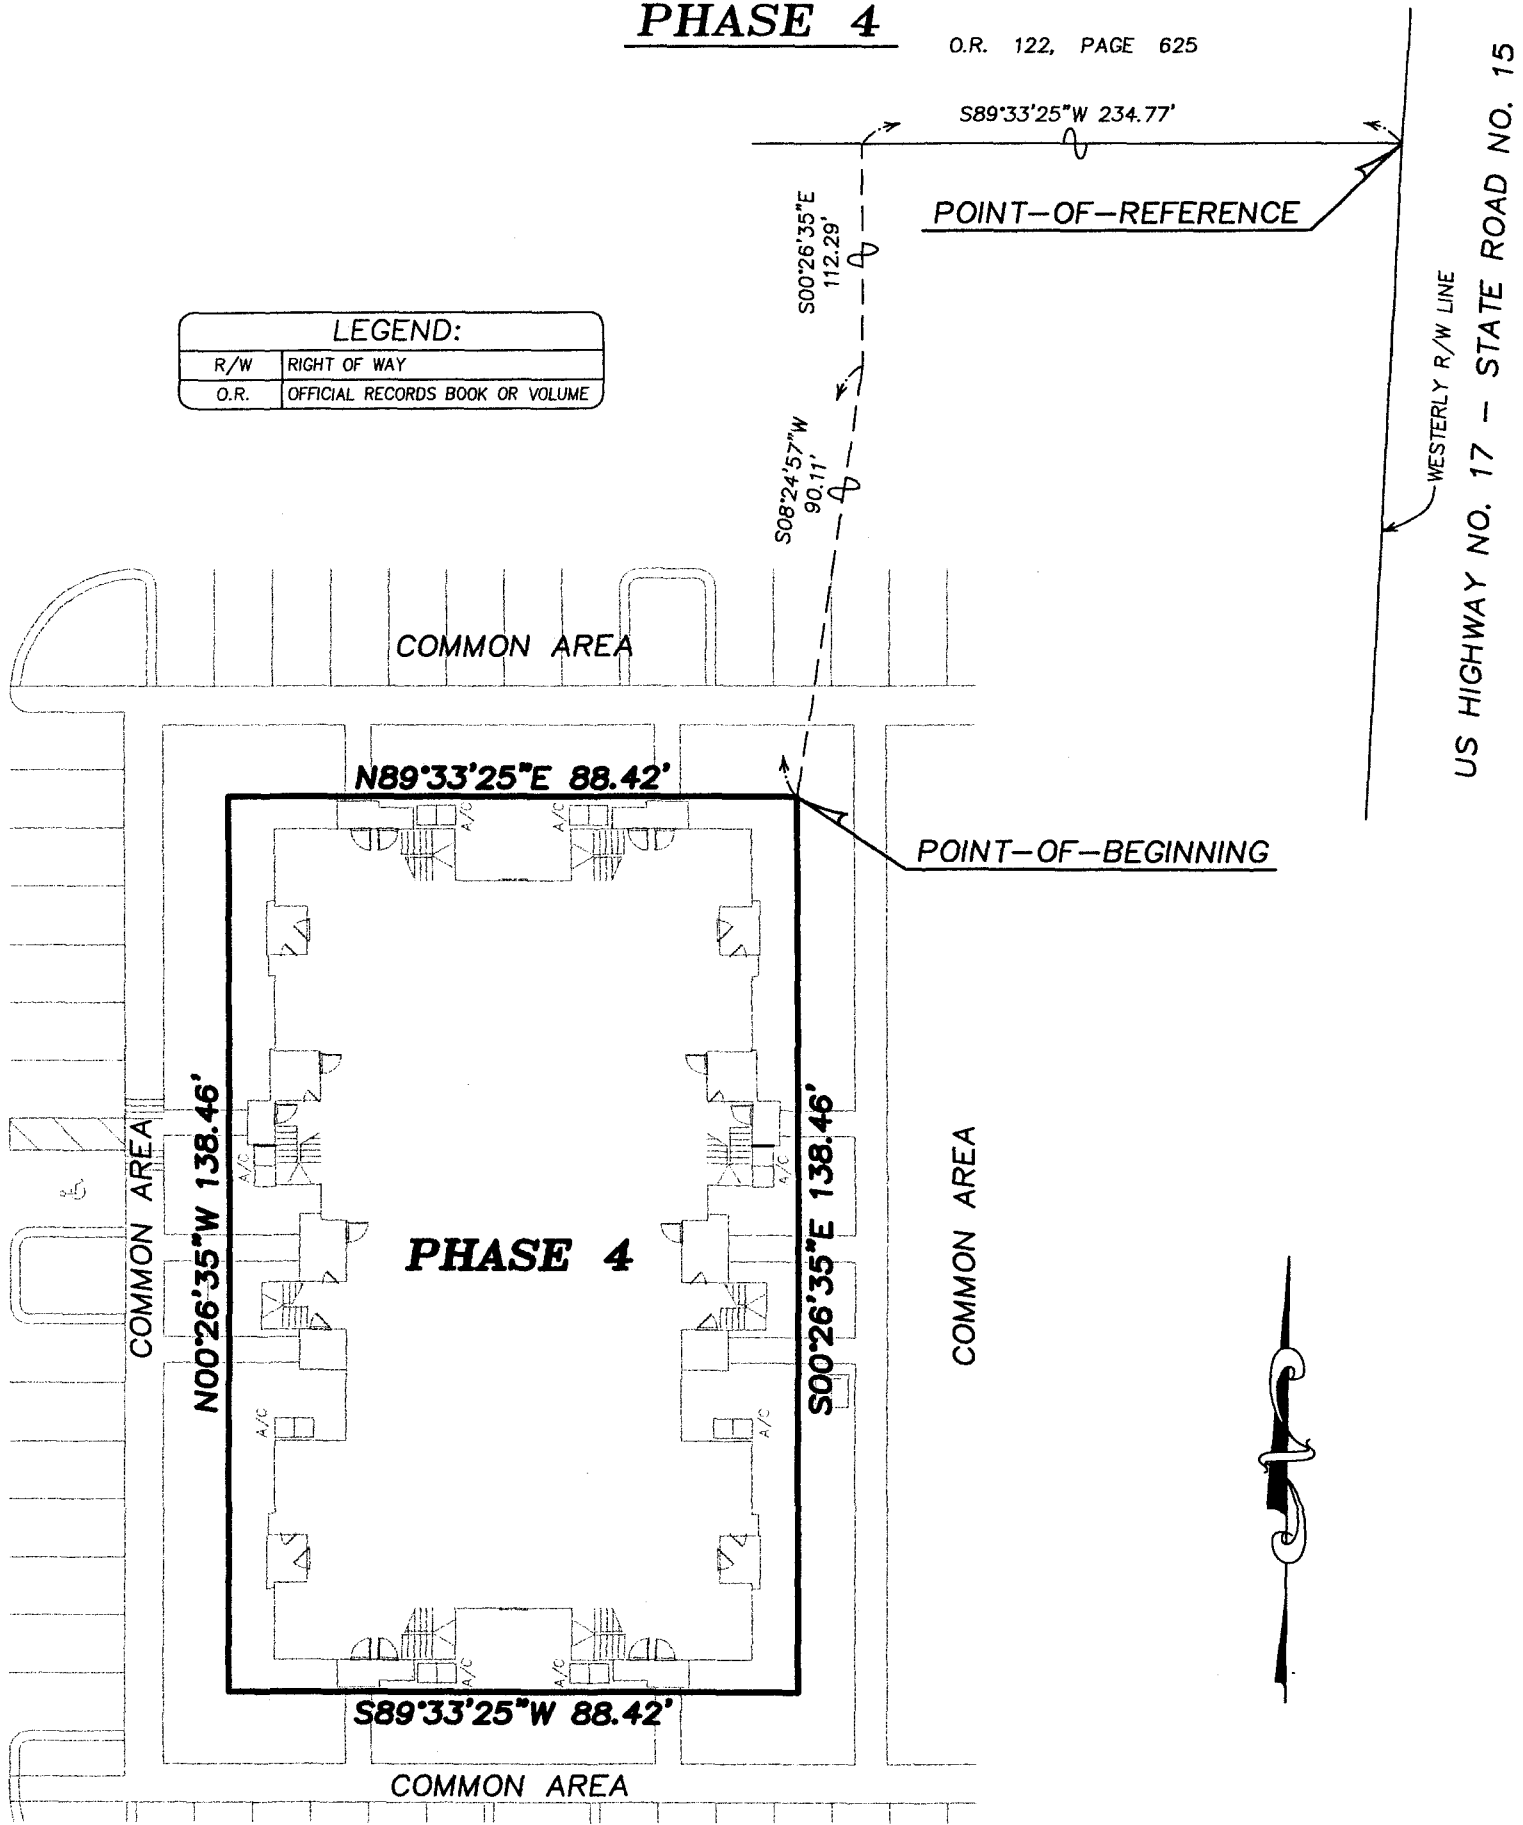 PHASE 4
O.R. 122, PAGE 625
S89°33'25"W 234.77'
POINT-OF-REFERENCE
S00°26'35"E
112.29'
WESTERLY R/W LINE
US HIGHWAY NO. 17 - STATE ROAD NO. 15
LEGEND:
R/W RIGHT OF WAY
O.R. OFFICIAL RECORDS BOOK OR VOLUME
S08°24'57"W
90.11'
COMMON AREA
N89°33'25"E 88.42'
POINT-OF-BEGINNING
A/C
A/C
COMMON AREA
N00°26'35"W 138.46'
A/C
PHASE 4
A/C
S00°26'35"E 138.46'
COMMON AREA
A/C
A/C
A/C
A/C
S89°33'25"W 88.42'
COMMON AREA